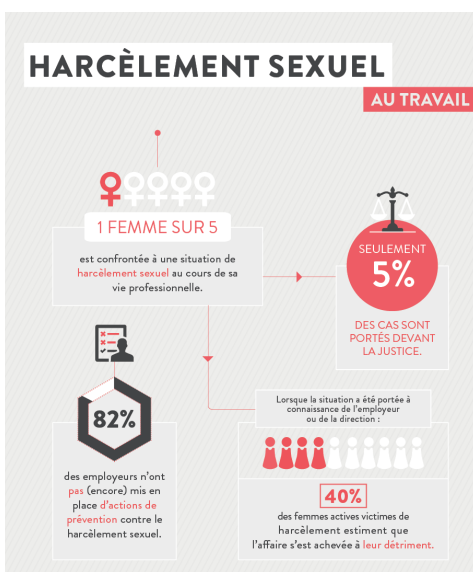 HARCÈLEMENT SEXUEL
AU TRAVAIL
1 FEMME SUR 5
est confrontée à une situation de
harcèlement sexuel au cours de sa
vie professionnelle.
SEULEMENT
5%
DES CAS SONT
PORTÉS DEVANT
LA JUSTICE.
82%
des employeurs n'ont
pas (encore) mis en
place d'actions de
prévention contre le
harcèlement sexuel.
Lorsque la situation a été portée à
connaissance de l'employeur
ou de la direction :
40%
des femmes actives victimes de
harcèlement estiment que
l'affaire s'est achevée à leur détriment.